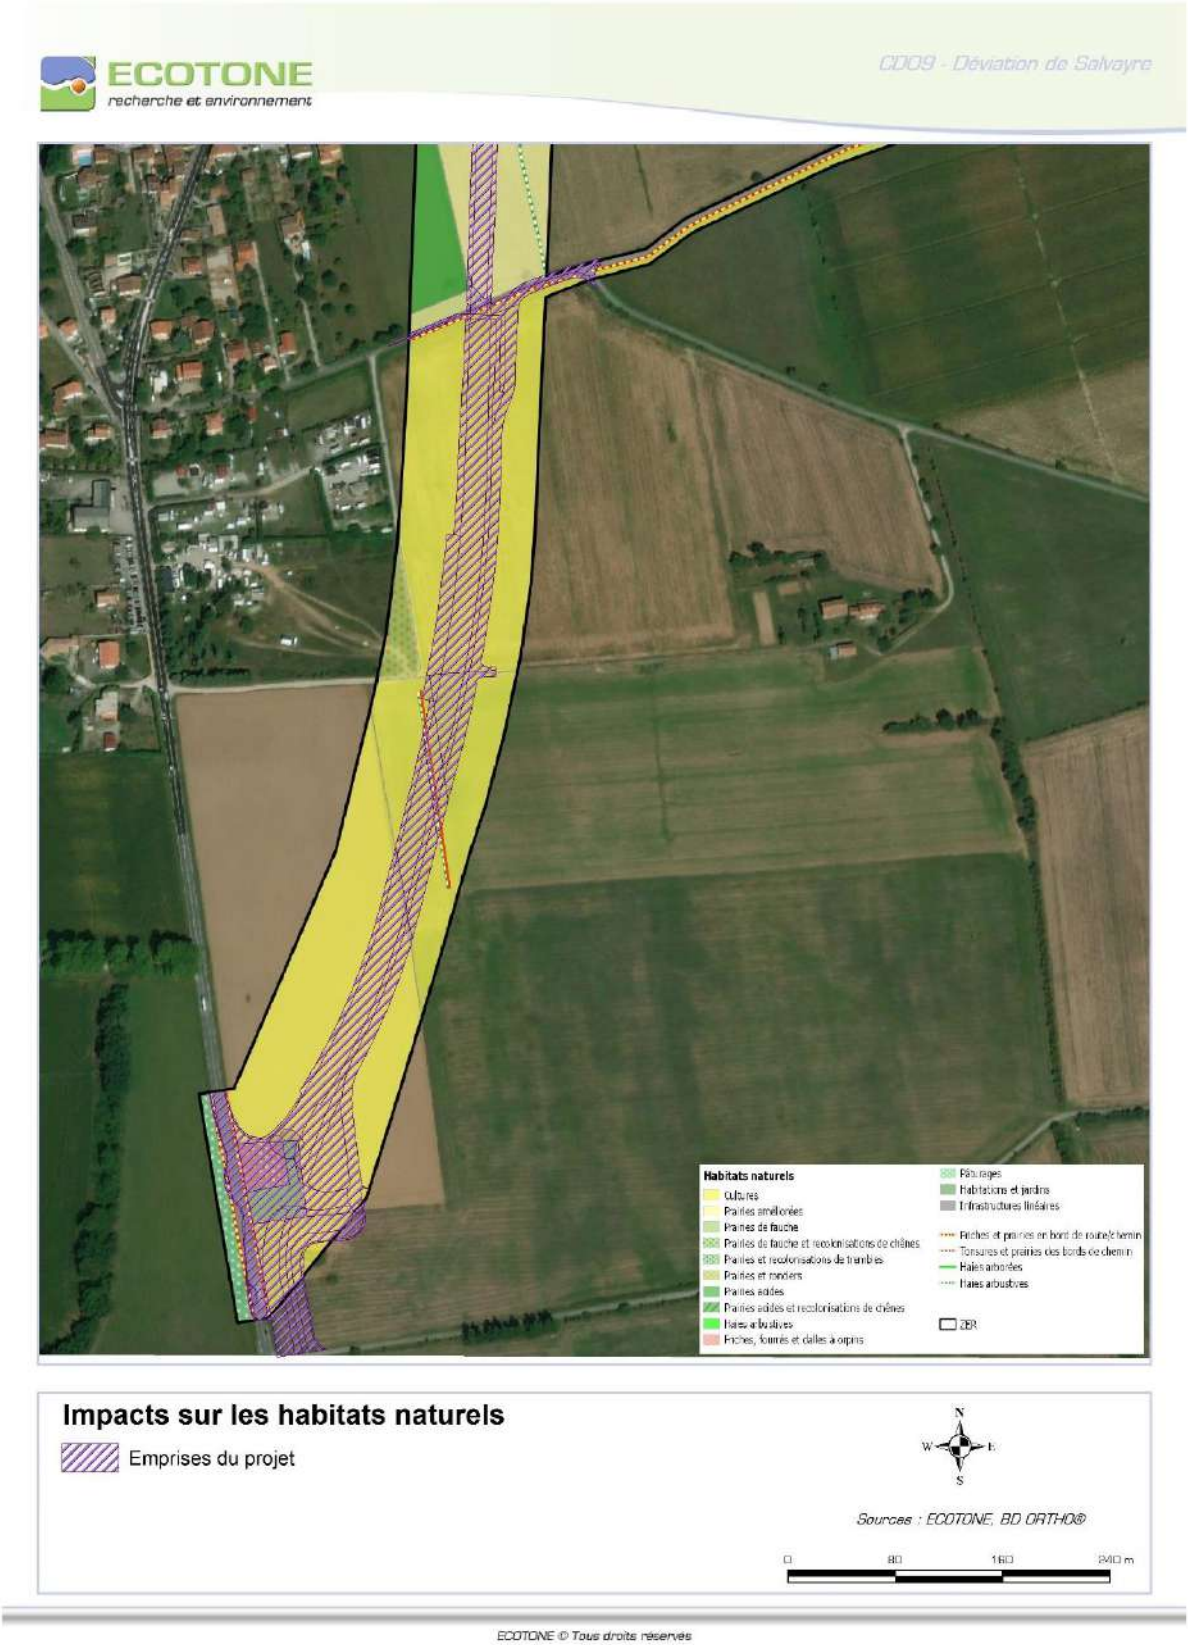 ECOTONE
recherche et environnement
CD09 - Déviation de Salvayre
Habitats naturels
Cultures
Prairies améliorées
Prairies de fauche
Prairies de fauche et recolonisations de chênes
Prairies et recolonisations de trembles
Prairies et ronciers
Prairies acides
Prairies acides et recolonisations de chênes
Haies arbustives
Friches, fourrés et dalles à orpins
Pâturages
Habitations et jardins
Infrastructures linéaires
Friches et prairies en bord de route/chemin
Tonsures et prairies des bords de chemin
Haies arborées
Haies arbustives
ZER
Impacts sur les habitats naturels
Emprises du projet
N
W E
S
Sources : ECOTONE, BD ORTHO®
0 80 160 240 m
ECOTONE © Tous droits réservés